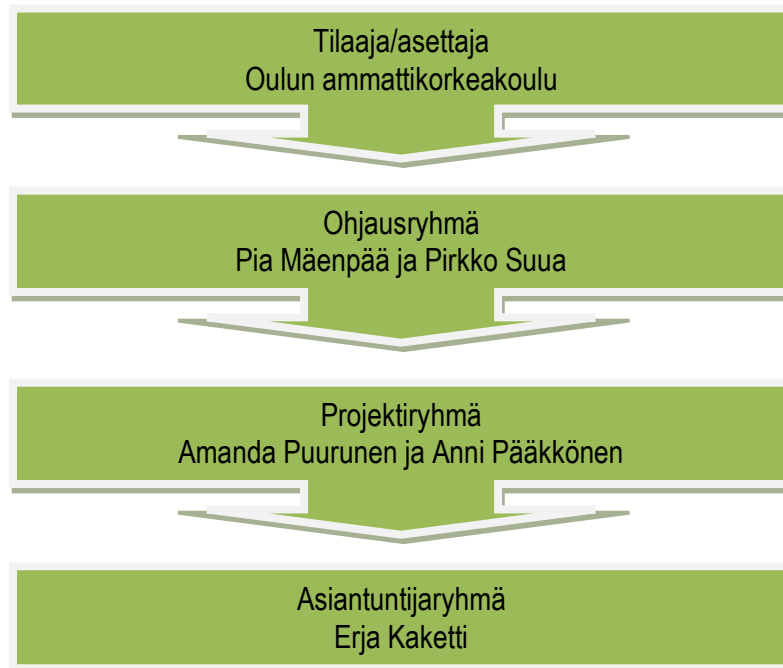 Tilaaja/asettaja
Oulun ammattikorkeakoulu
Ohjausryhmä
Pia Mäenpää ja Pirkko Suua
Projektiryhmä
Amanda Puurunen ja Anni Pääkkönen
Asiantuntijaryhmä
Erja Kaketti